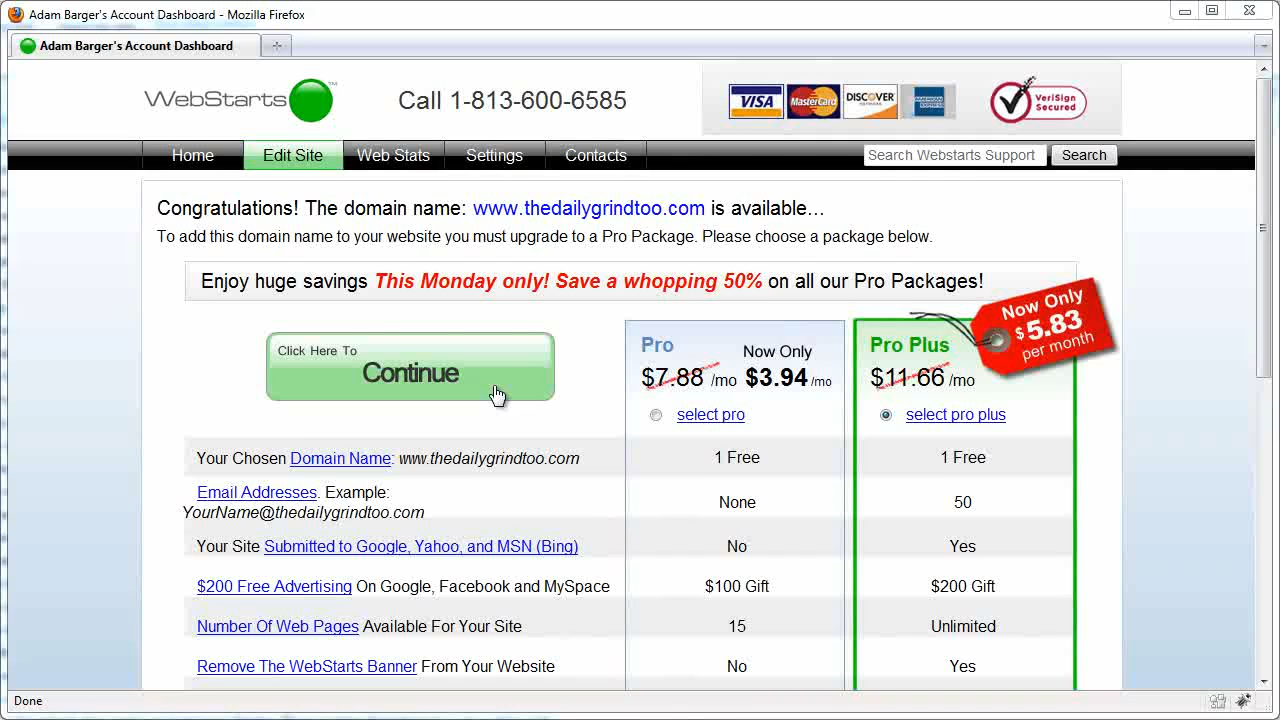 Adam Barger's Account Dashboard - Mozilla Firefox
Adam Barger's Account Dashboard
WebStarts™ Call 1-813-600-6585 VISA MasterCard DISCOVER NETWORK AMERICAN EXPRESS VeriSign Secured
Home Edit Site Web Stats Settings Contacts Search Webstarts Support Search
Congratulations! The domain name: www.thedailygrindtoo.com is available...
To add this domain name to your website you must upgrade to a Pro Package. Please choose a package below.
Enjoy huge savings This Monday only! Save a whopping 50% on all our Pro Packages!
Now Only
$5.83
per month
Click Here To
Continue
Pro Now Only
$7.88 /mo $3.94 /mo
select pro
Pro Plus
$11.66 /mo
select pro plus
Your Chosen Domain Name: www.thedailygrindtoo.com 1 Free 1 Free
Email Addresses. Example:
YourName@thedailygrindtoo.com None 50
Your Site Submitted to Google, Yahoo, and MSN (Bing) No Yes
$200 Free Advertising On Google, Facebook and MySpace $100 Gift $200 Gift
Number Of Web Pages Available For Your Site 15 Unlimited
Remove The WebStarts Banner From Your Website No Yes
Done